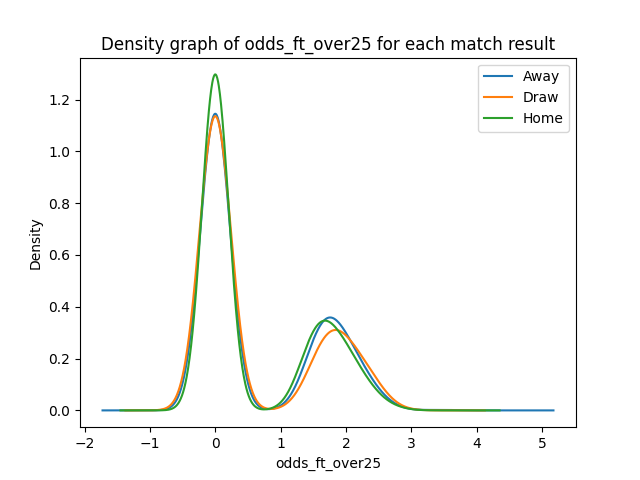 Density graph of odds_ft_over25 for each match result
Away
Draw
Home
Density
1.2
1.0
0.8
0.6
0.4
0.2
0.0
−2
−1
0
1
2
3
4
5
odds_ft_over25